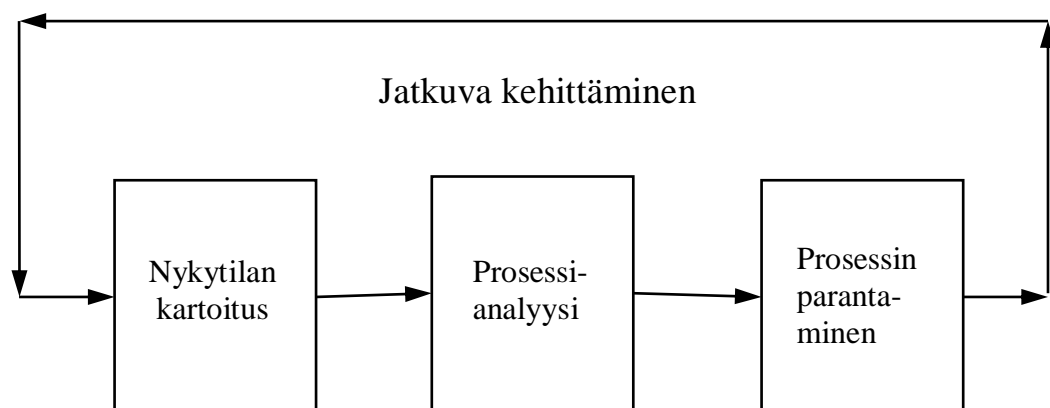 Jatkuva kehittäminen
Nykytilan
kartoitus
Prosessi-
analyysi
Prosessin
paranta-
minen